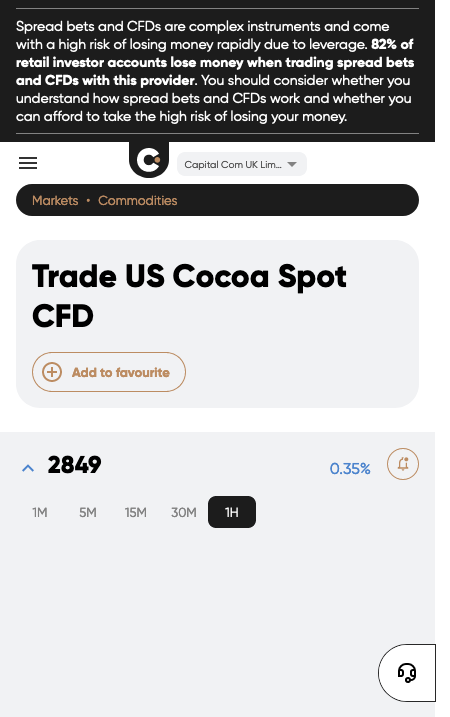 Spread bets and CFDs are complex instruments and come
with a high risk of losing money rapidly due to leverage. 82% of
retail investor accounts lose money when trading spread bets
and CFDs with this provider. You should consider whether you
understand how spread bets and CFDs work and whether you
can afford to take the high risk of losing your money.
Capital Com UK Lim...
Markets • Commodities
Trade US Cocoa Spot
CFD
Add to favourite
2849 0.35%
1M 5M 15M 30M 1H